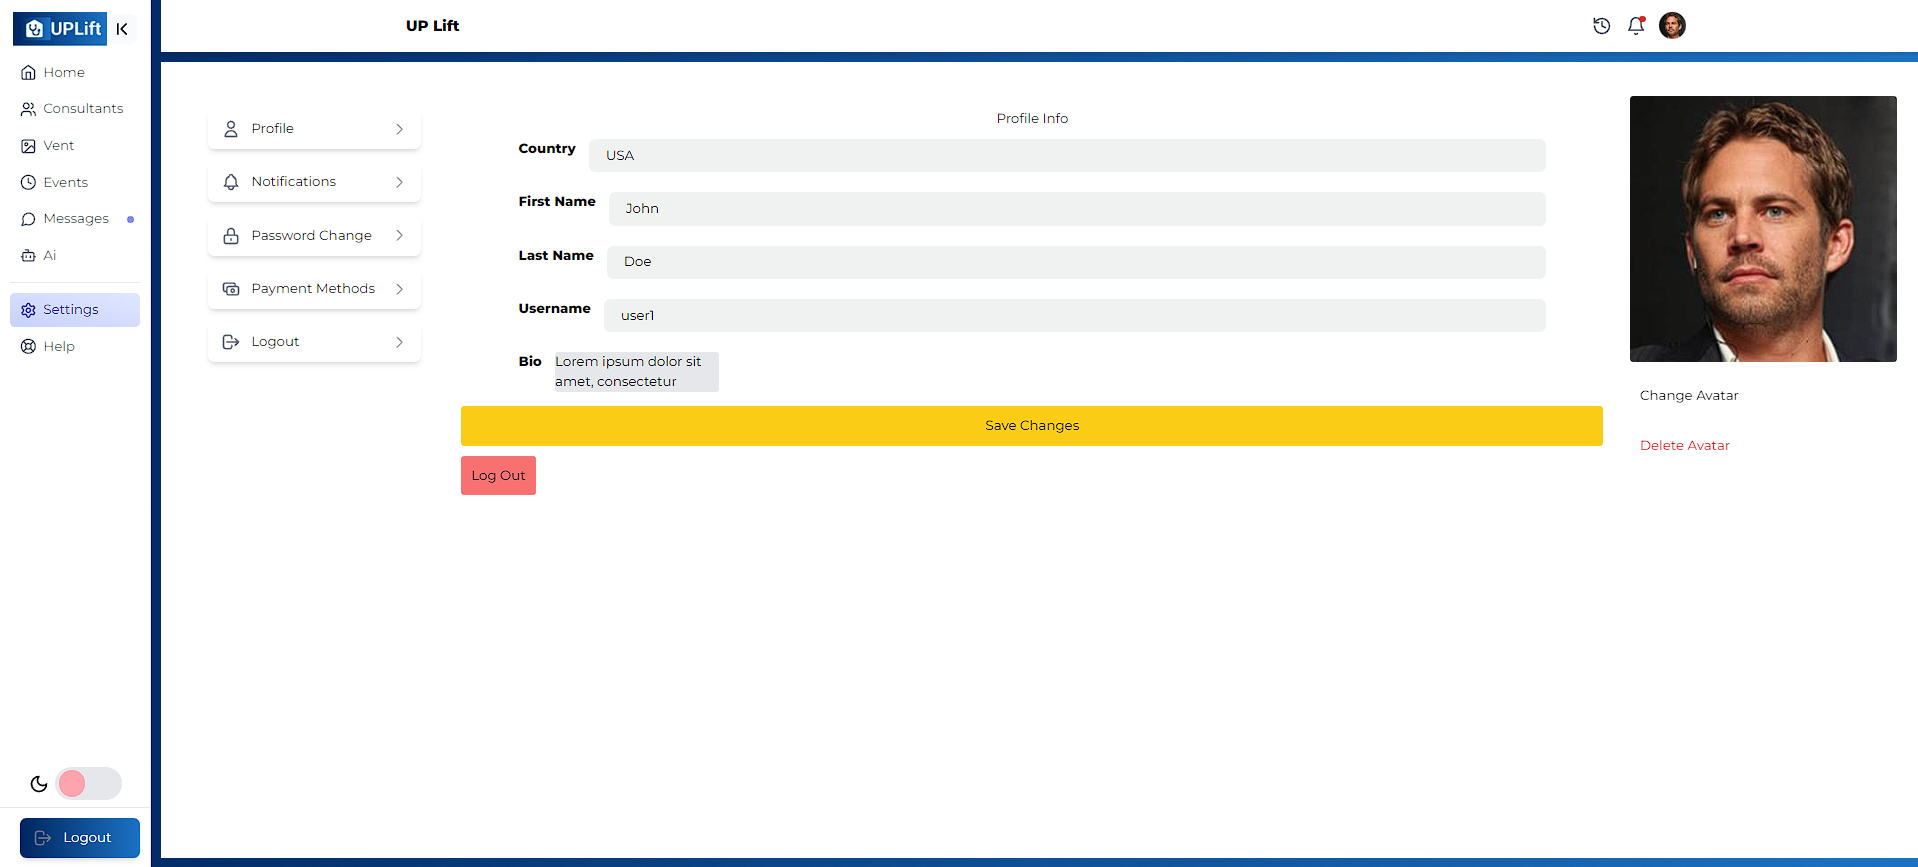 UPLift
Home
Consultants
Vent
Events
Messages
Ai
Settings
Help
Logout
UP Lift
Profile
Notifications
Password Change
Payment Methods
Logout
Profile Info
Country USA
First Name John
Last Name Doe
Username user1
Bio Lorem ipsum dolor sit
amet, consectetur
Save Changes
Log Out
Change Avatar
Delete Avatar